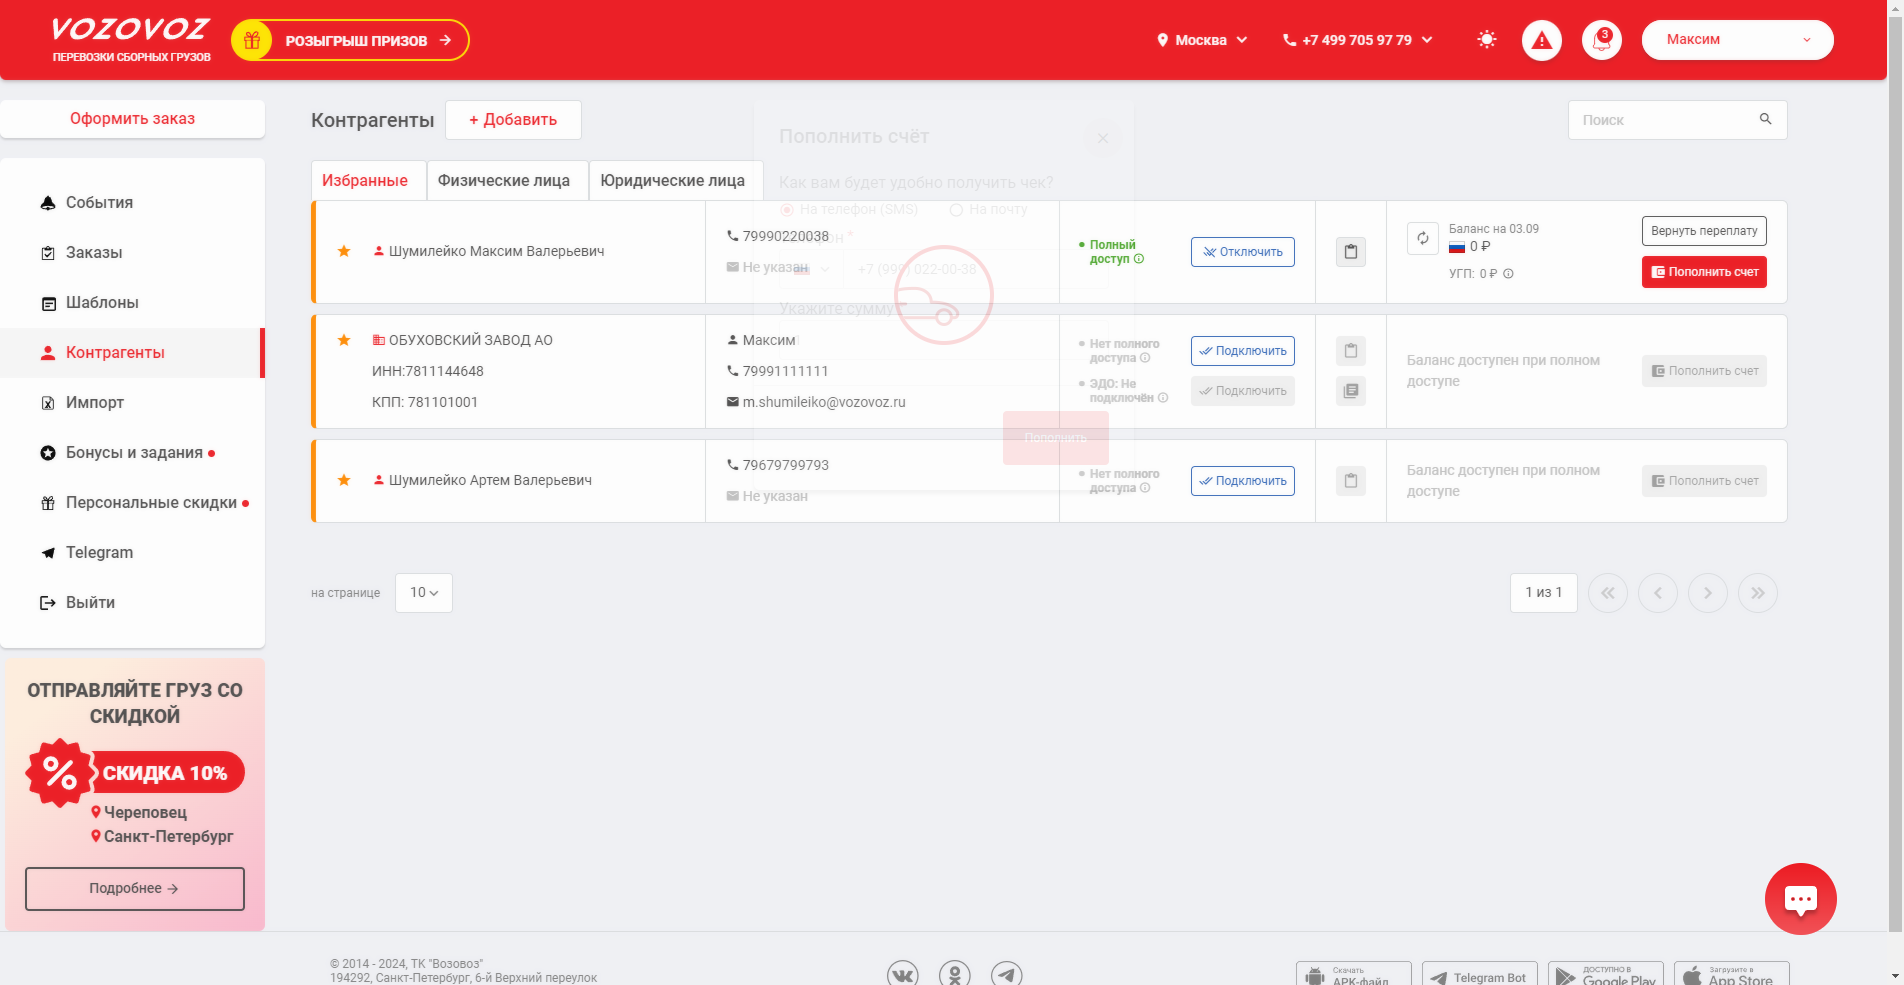 VOZOVOZ
ПЕРЕВОЗКИ СБОРНЫХ ГРУЗОВ
РОЗЫГРЫШ ПРИЗОВ
Москва
+7 499 705 97 79
3
Максим
Оформить заказ
События
Заказы
Шаблоны
Контрагенты
Импорт
Бонусы и задания
Персональные скидки
Telegram
Выйти
ОТПРАВЛЯЙТЕ ГРУЗ СО
СКИДКОЙ
%
СКИДКА 10%
Череповец
Санкт-Петербург
Подробнее
Контрагенты
+ Добавить
Поиск
Избранные
Физические лица
Юридические лица
Пополнить счёт
Как вам будет удобно получить чек?
На телефон (SMS)
На почту
+7 (999) 022-00-38
Укажите сумму
Пополнить
Шумилейко Максим Валерьевич
79990220038
Не указан
Полный
доступ
Отключить
Баланс на 03.09
0 ₽
УГП: 0 ₽
Вернуть переплату
Пополнить счет
ОБУХОВСКИЙ ЗАВОД АО
ИНН:7811144648
КПП: 781101001
Максим
79991111111
m.shumileiko@vozovoz.ru
Нет полного
доступа
Подключить
ЭДО: Не
подключён
Подключить
Баланс доступен при полном
доступе
Пополнить счет
Шумилейко Артем Валерьевич
79679799793
Не указан
Нет полного
доступа
Подключить
Баланс доступен при полном
доступе
Пополнить счет
на странице
10
1 из 1
© 2014 - 2024, ТК "Возовоз"
194292, Санкт-Петербург, 6-й Верхний переулок
Скачать
APK-файл
Telegram Bot
ДОСТУПНО В
Google Play
Загрузите в
App Store